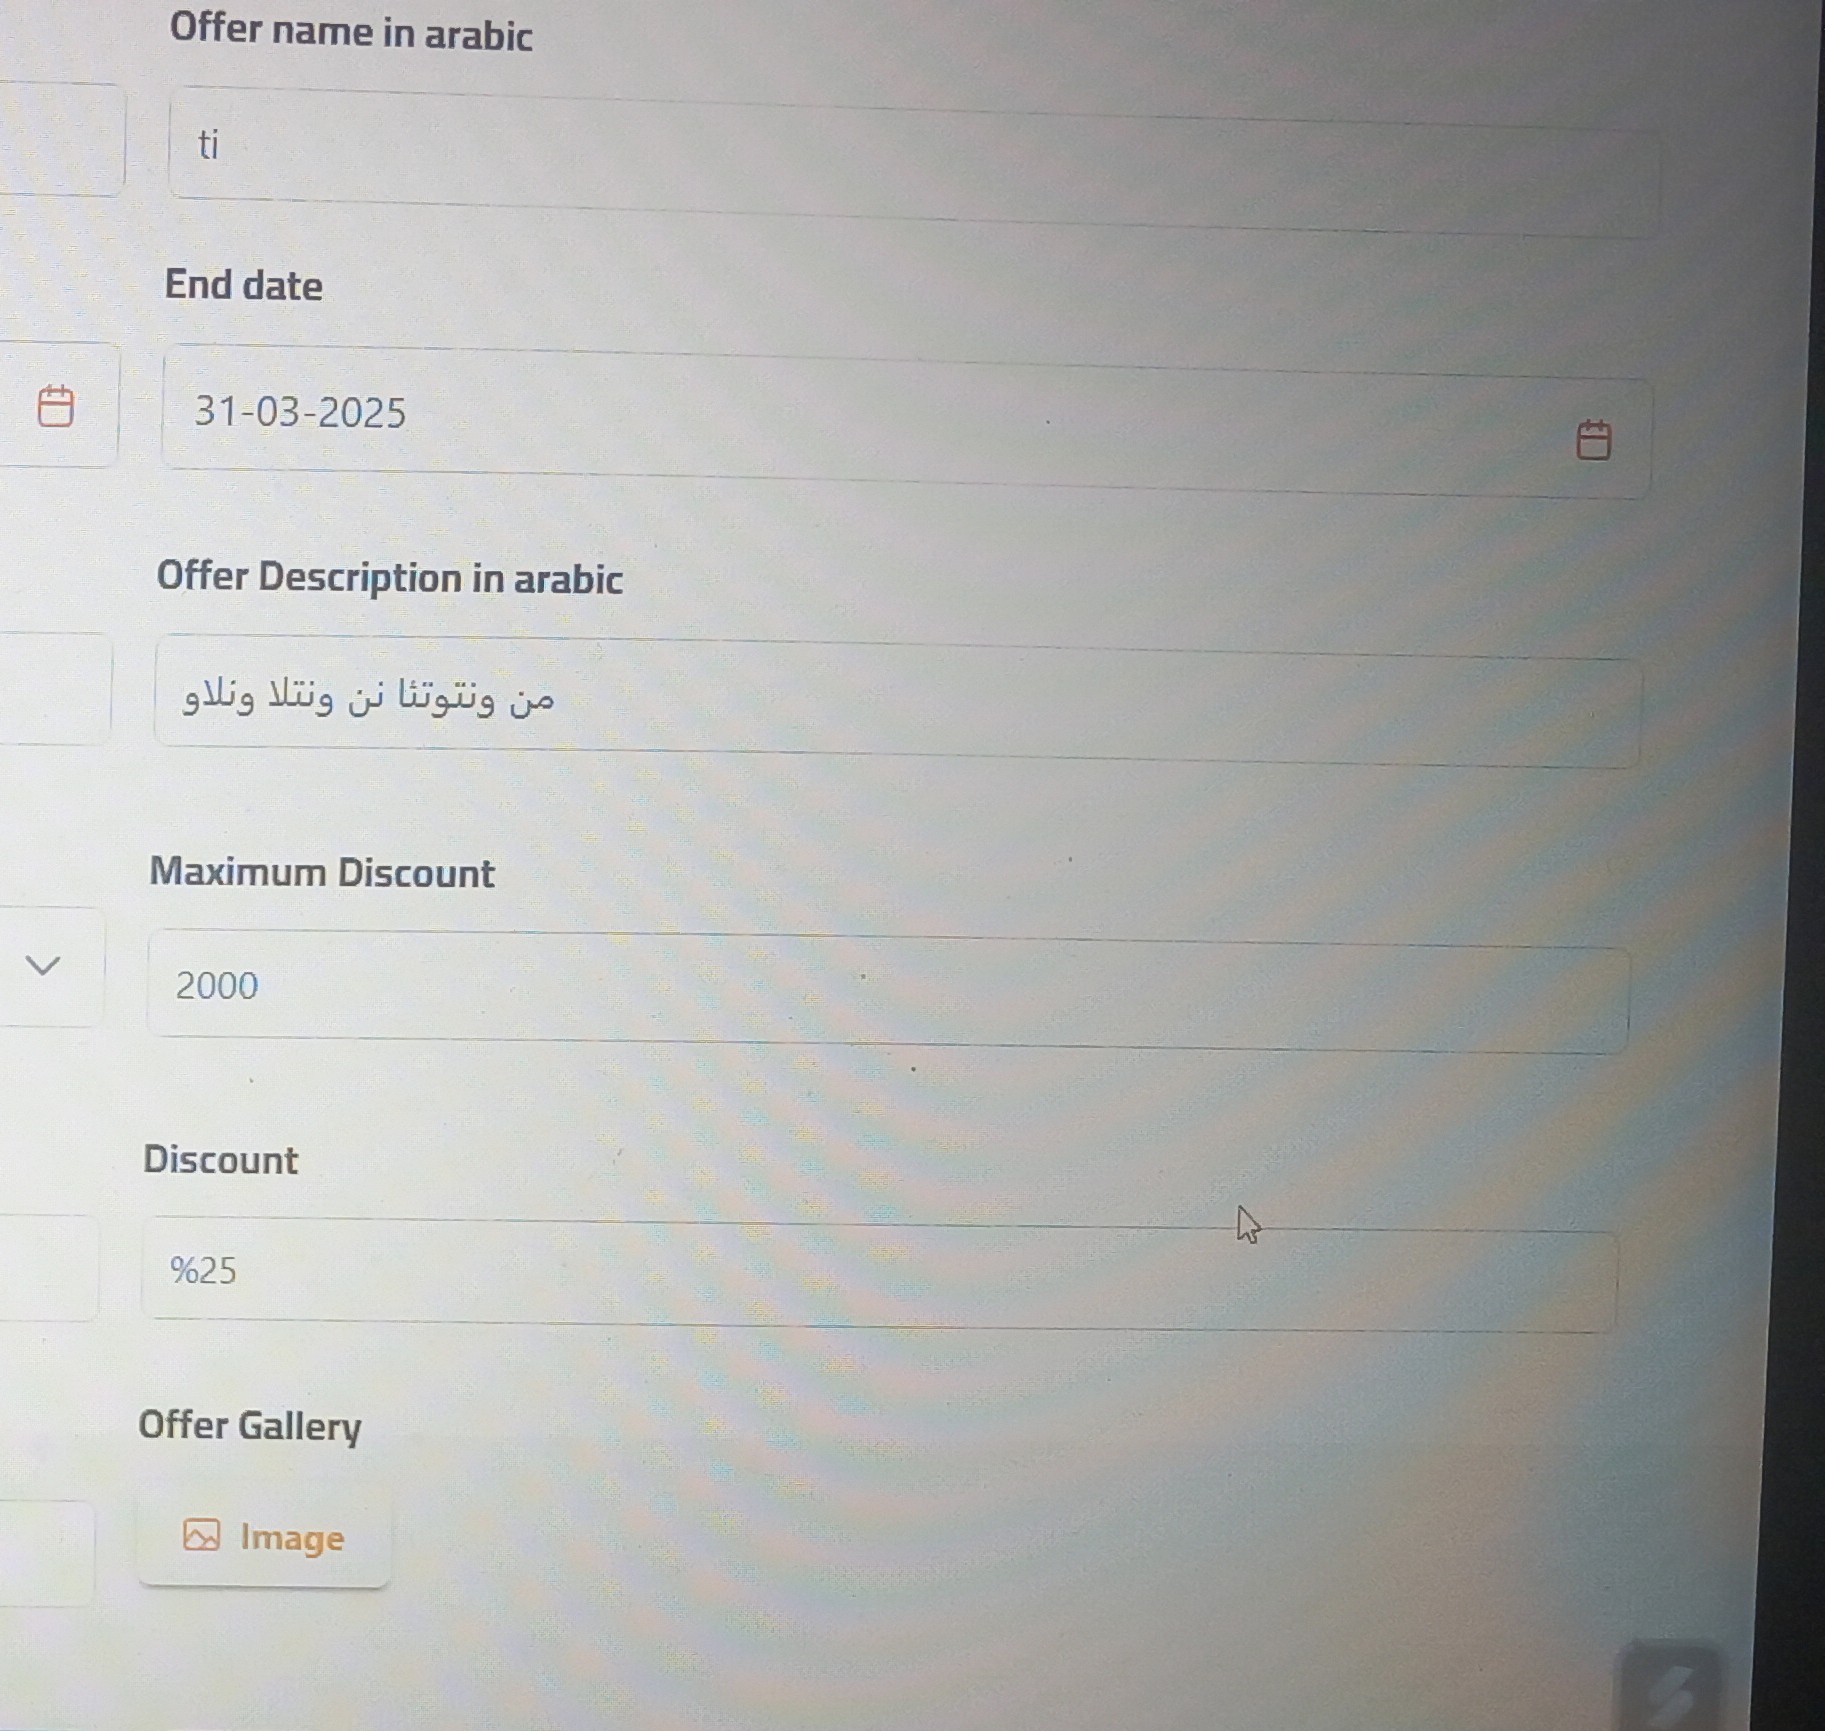 Offer name in arabic
ti
End date
31-03-2025
Offer Description in arabic
من ونتوتئا نن ونتلا ونلاو
Maximum Discount
2000
Discount
%25
Offer Gallery
Image